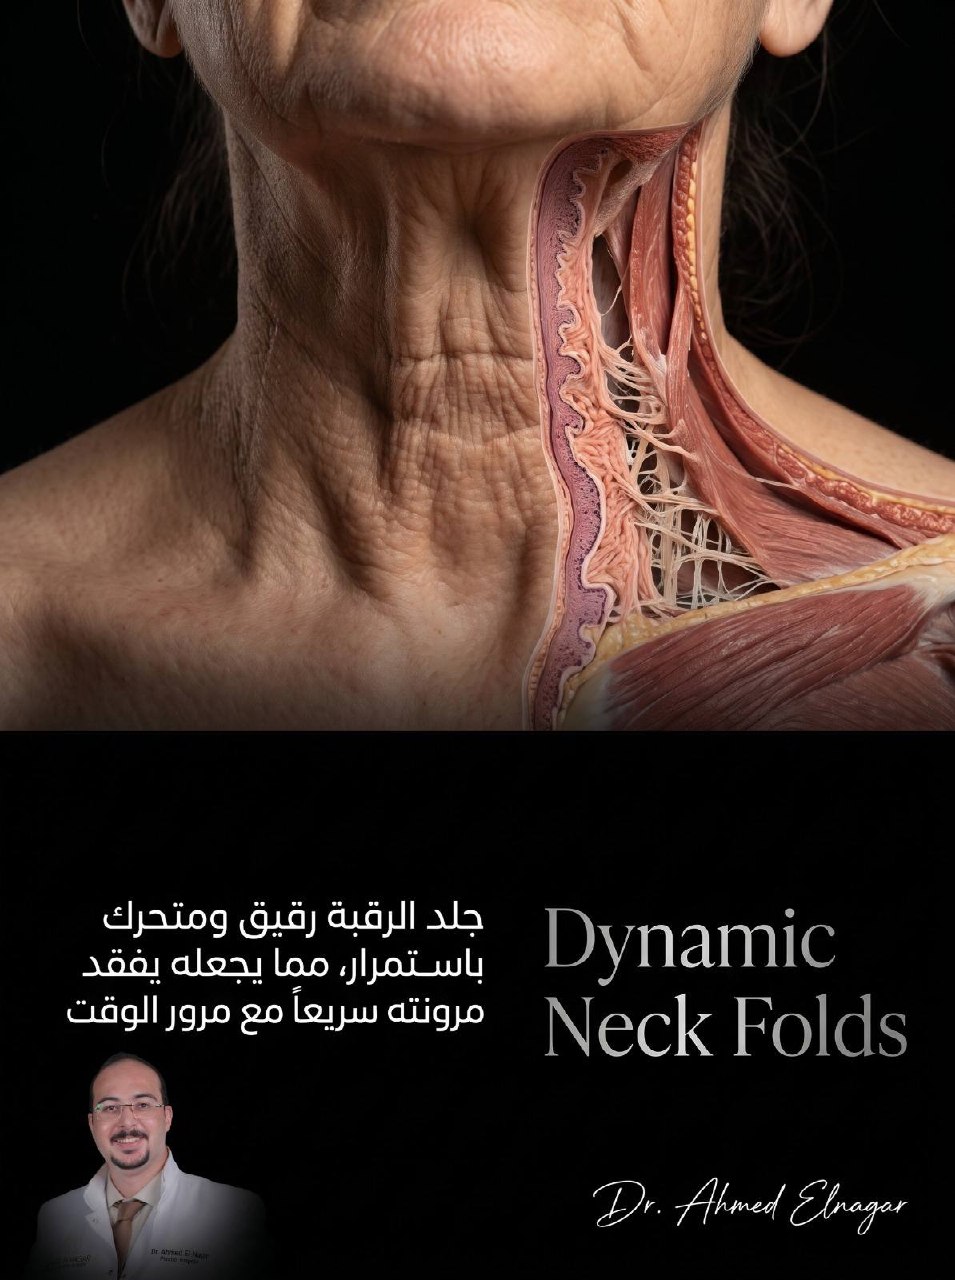 جلد الرقبة رقيق ومتحرك
باستمرار، مما يجعله يفقد
مرونته سريعاً مع مرور الوقت
Dynamic
Neck Folds
Dr. Ahmed Elnagar